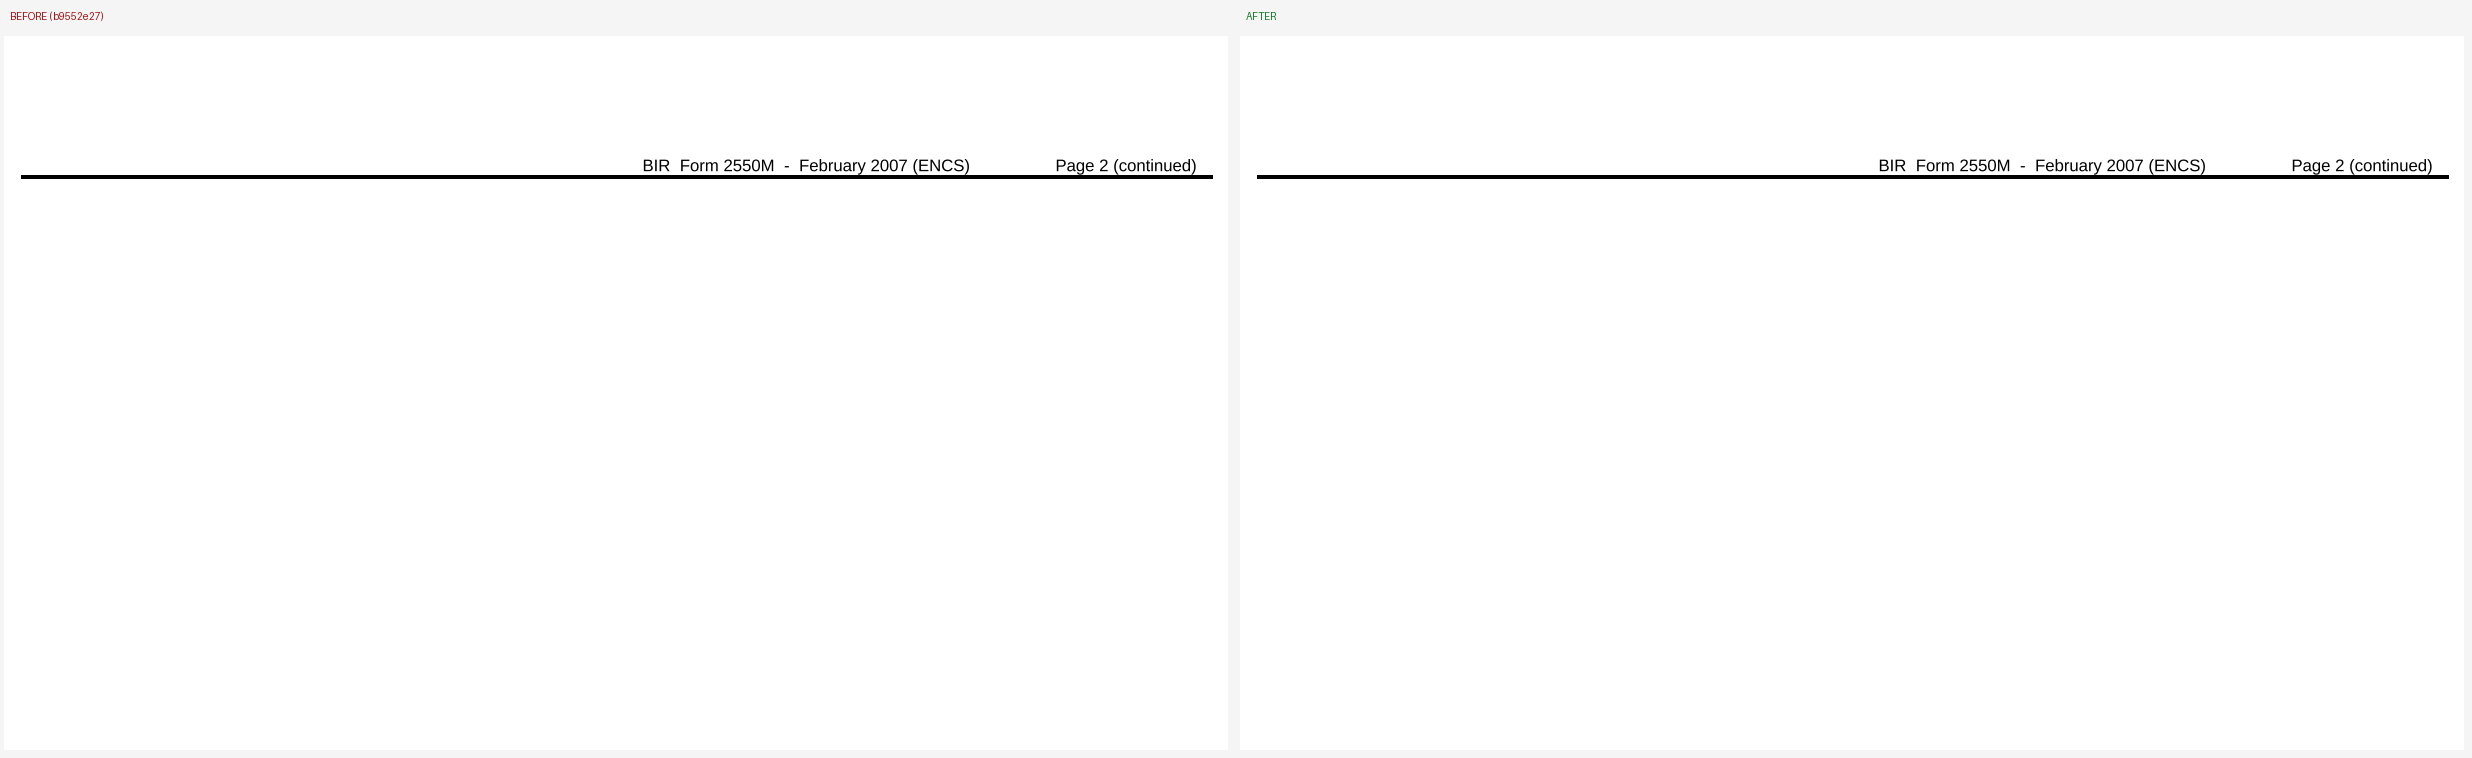 BEFORE (b9552e27)
AFTER
BIR  Form 2550M  -  February 2007 (ENCS)  Page 2 (continued)
BIR  Form 2550M  -  February 2007 (ENCS)  Page 2 (continued)